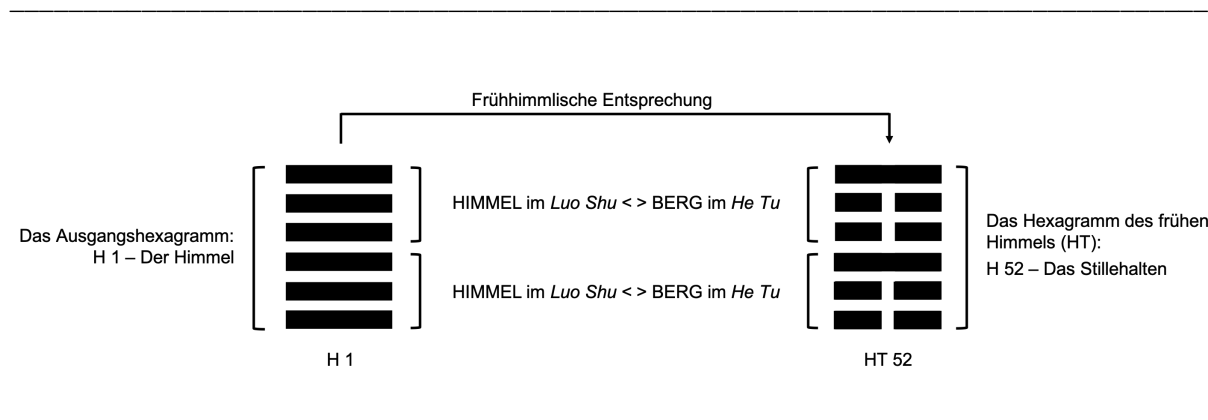 Frühhimmlische Entsprechung
Das Ausgangshexagramm:
H 1 – Der Himmel
HIMMEL im Luo Shu < > BERG im He Tu
HIMMEL im Luo Shu < > BERG im He Tu
Das Hexagramm des frühen
Himmels (HT):
H 52 – Das Stillehalten
H 1
HT 52